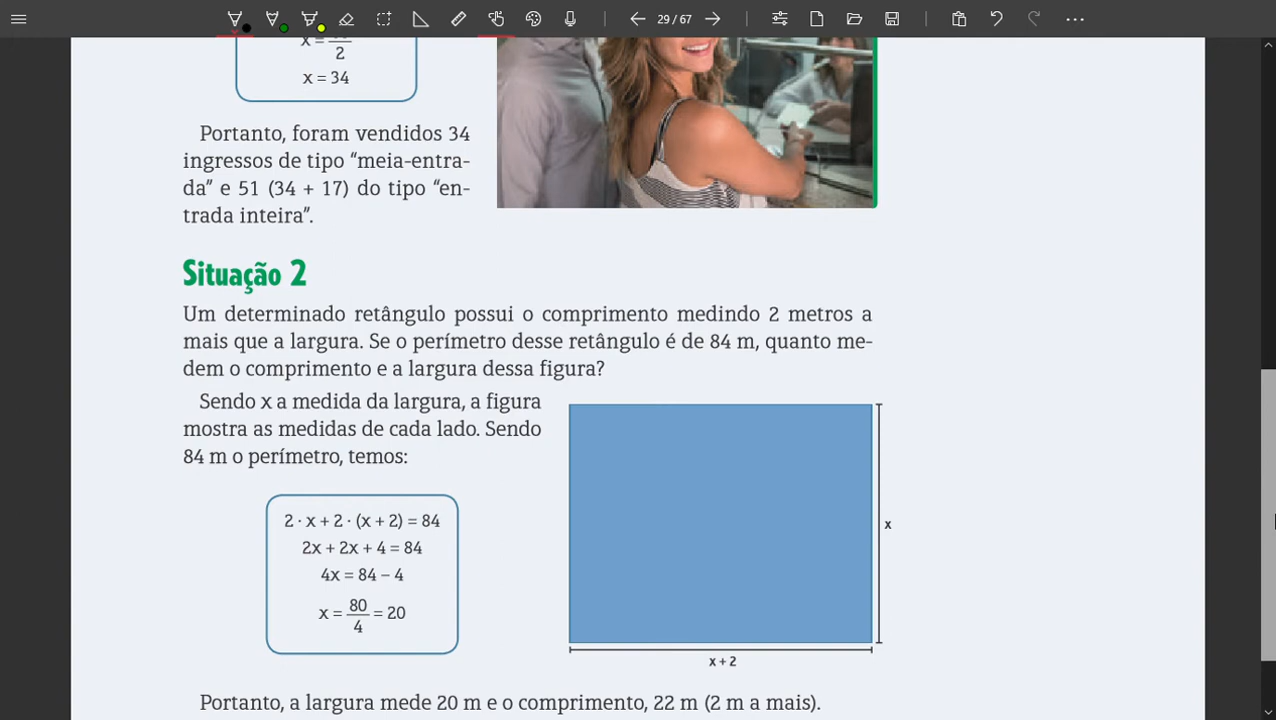 29 / 67
x =
2
x = 34
Portanto, foram vendidos 34
ingressos de tipo “meia-entra-
da” e 51 (34 + 17) do tipo “en-
trada inteira”.
Situação 2
Um determinado retângulo possui o comprimento medindo 2 metros a
mais que a largura. Se o perímetro desse retângulo é de 84 m, quanto me-
dem o comprimento e a largura dessa figura?
Sendo x a medida da largura, a figura
mostra as medidas de cada lado. Sendo
84 m o perímetro, temos:
2 · x + 2 · (x + 2) = 84
2x + 2x + 4 = 84
4x = 84 – 4
x = 80/4 = 20
x
x + 2
Portanto, a largura mede 20 m e o comprimento, 22 m (2 m a mais).